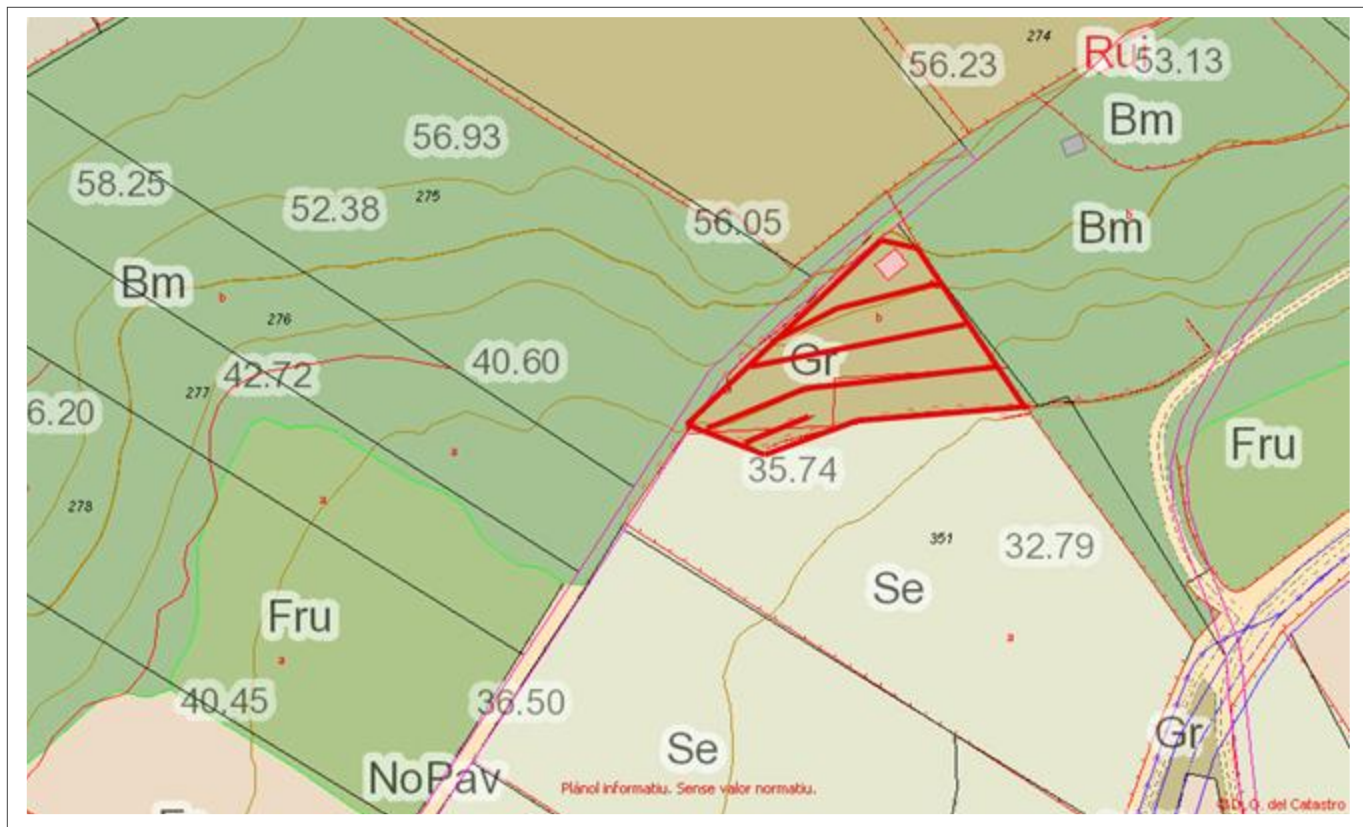 274
56.23
Rui
53.13
Bm
56.93
58.25
52.38
275
56.05
b
Bm
Bm
b
276
b
Gr
42.72
40.60
277
6.20
Fru
a
35.74
a
278
351
32.79
Se
Fru
a
a
40.45
36.50
Gr
Se
NoPav
Plànol informatiu. Sense valor normatiu.
D. G. del Catastro